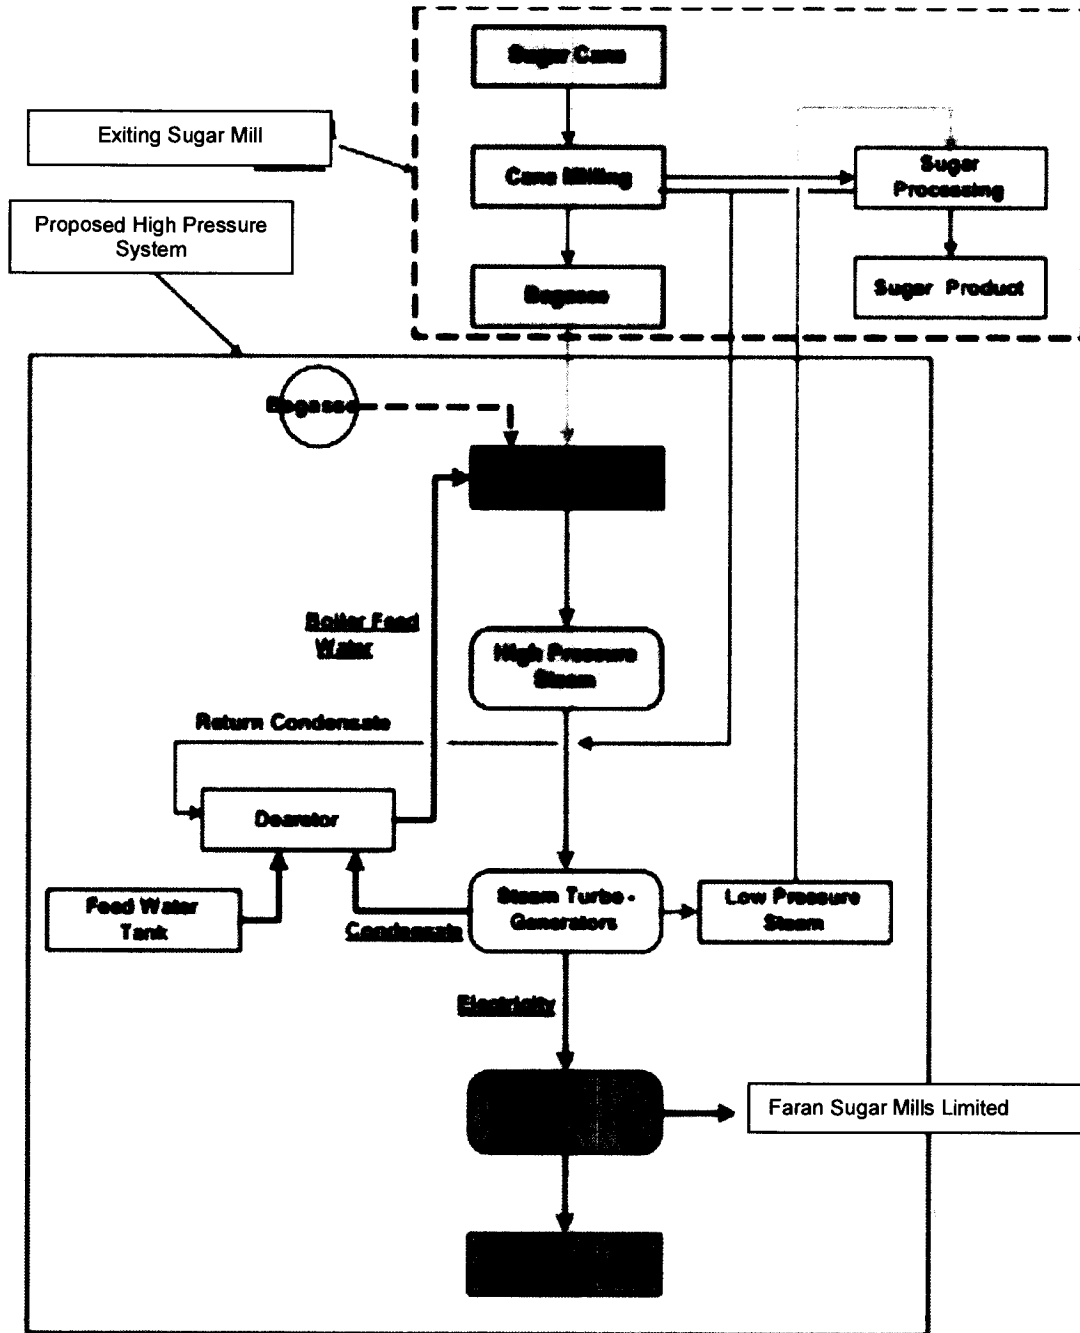 Sugar Cane
Exiting Sugar Mill
Cane Milling
Sugar
Processing
Proposed High Pressure
System
Bagasse
Sugar Product
Bagasse
Boiler Feed
Water
High Pressure
Steam
Return Condensate
Dearetor
Feed Water
Tank
Condensate
Steam Turbo -
Generators
Low Pressure
Steam
Electricity
Faran Sugar Mills Limited